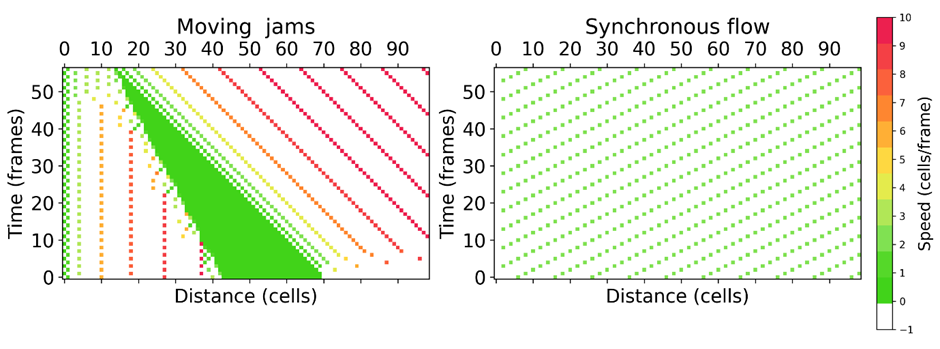 Moving  jams
0 10 20 30 40 50 60 70 80 90
50
40
30
20
10
0
Time (frames)
Distance (cells)
Synchronous flow
0 10 20 30 40 50 60 70 80 90
50
40
30
20
10
0
Time (frames)
Distance (cells)
10
9
8
7
6
5
4
3
2
1
0
−1
Speed (cells/frame)